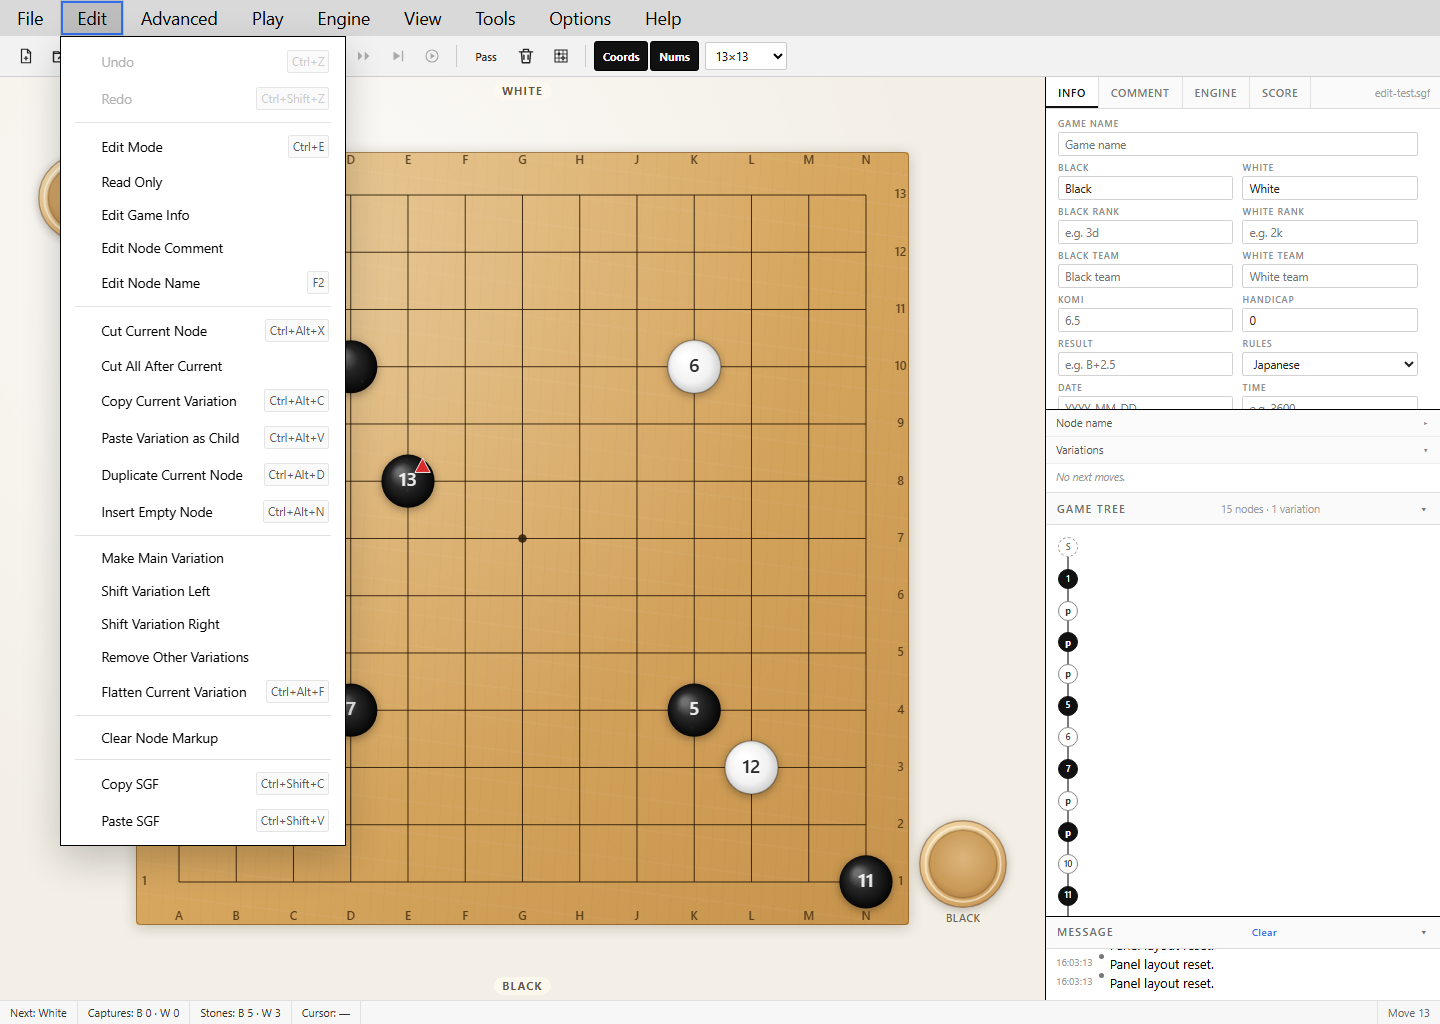 File Edit Advanced Play Engine View Tools Options Help
Pass Coords Nums 13×13
Undo Ctrl+Z
Redo Ctrl+Shift+Z
Edit Mode Ctrl+E
Read Only
Edit Game Info
Edit Node Comment
Edit Node Name F2
Cut Current Node Ctrl+Alt+X
Cut All After Current
Copy Current Variation Ctrl+Alt+C
Paste Variation as Child Ctrl+Alt+V
Duplicate Current Node Ctrl+Alt+D
Insert Empty Node Ctrl+Alt+N
Make Main Variation
Shift Variation Left
Shift Variation Right
Remove Other Variations
Flatten Current Variation Ctrl+Alt+F
Clear Node Markup
Copy SGF Ctrl+Shift+C
Paste SGF Ctrl+Shift+V
WHITE
D E F G H J K L M N
13
12
11
6 10
9
13 8
7
6
5
7 5 4
12 3
2
1 11 1
A B C D E F G H J K L M N
BLACK
BLACK
INFO COMMENT ENGINE SCORE edit-test.sgf
GAME NAME
Game name
BLACK WHITE
Black White
BLACK RANK WHITE RANK
e.g. 3d e.g. 2k
BLACK TEAM WHITE TEAM
Black team White team
KOMI HANDICAP
6.5 0
RESULT RULES
e.g. B+2.5 Japanese
DATE TIME
YYYY-MM-DD e.g. 3600
Node name
Variations
No next moves.
GAME TREE 15 nodes · 1 variation
S
1
p
p
p
5
6
7
p
p
10
11
MESSAGE Clear
Panel layout reset.
16:03:13 Panel layout reset.
16:03:13 Panel layout reset.
Next: White Captures: B 0 · W 0 Stones: B 5 · W 3 Cursor: — Move 13